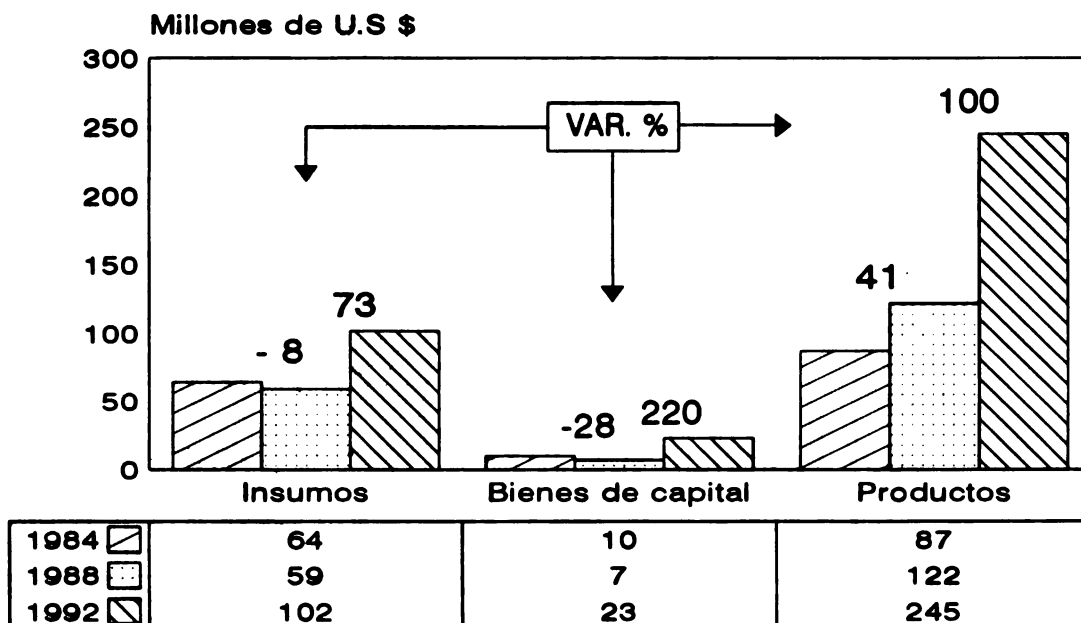 Millones de U.S $
300
250
200
150
100
50
0
VAR. %
- 8
73
-28
220
41
100
Insumos Bienes de capital Productos
1984 64 10 87
1988 59 7 122
1992 102 23 245